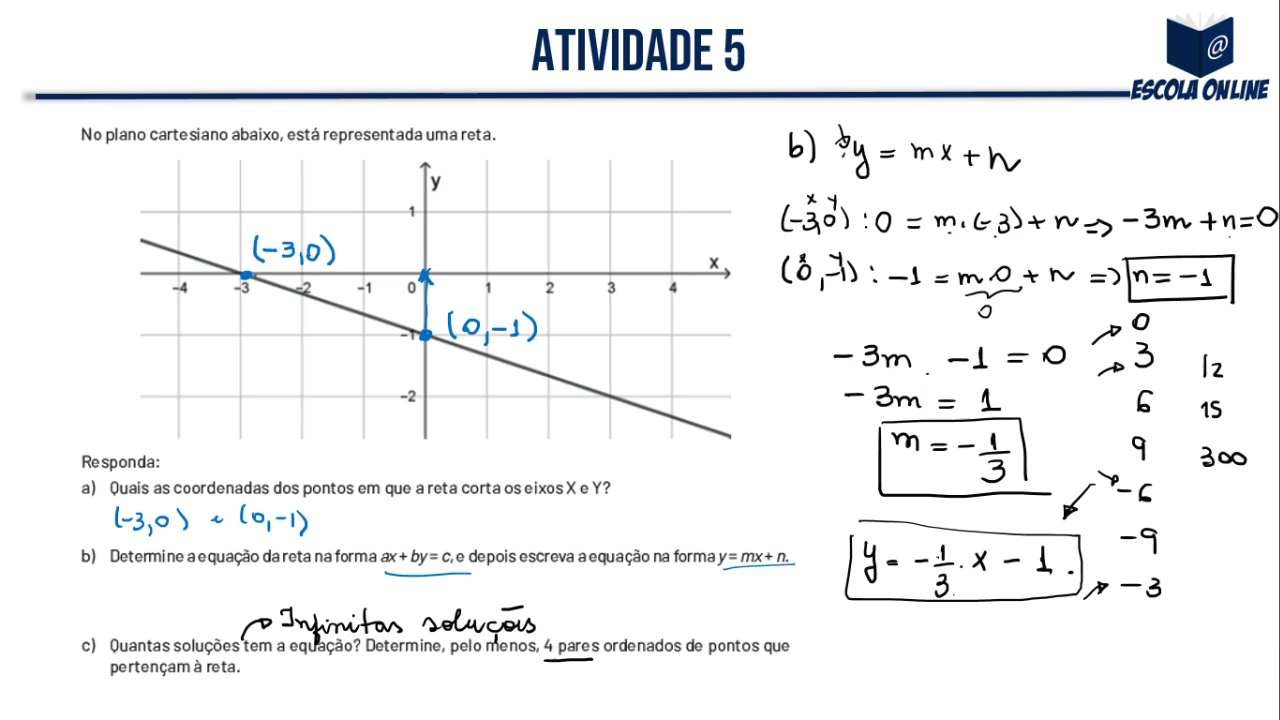 ATIVIDADE 5
@
ESCOLA ONLINE
No plano cartesiano abaixo, está representada uma reta.
y
1
(-3,0)
x
-4 -3 -2 -1 0 1 2 3 4
-1 (0,-1)
-2
Responda:
a) Quais as coordenadas dos pontos em que a reta corta os eixos X e Y?
(-3,0) e (0,-1)
b) Determine a equação da reta na forma ax + by = c, e depois escreva a equação na forma y = mx + n.
Infinitas soluções
c) Quantas soluções tem a equação? Determine, pelo menos, 4 pares ordenados de pontos que
pertençam à reta.
b) y = mx + n
x y
(-3,0) : 0 = m.(-3) + n ⇒ -3m + n = 0
x y
(0,-1) : -1 = m.0 + n ⇒ n = -1
0
-3m -1 = 0
-3m = 1
m = -1/3
y = -1/3 . x - 1 .
0
3 12
6 15
9 300
-6
-9
-3